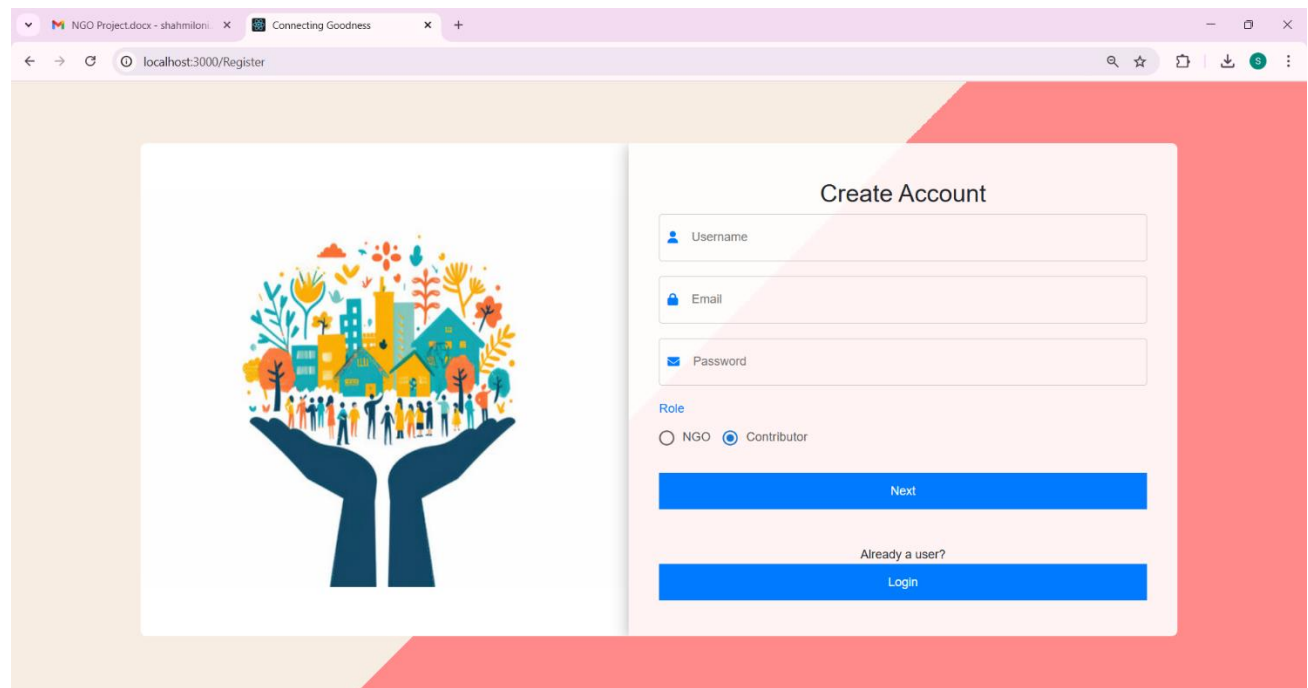 NGO Project.docx - shahmiloni.
Connecting Goodness
localhost:3000/Register
S
Create Account
Username
Email
Password
Role
NGO Contributor
Next
Already a user?
Login